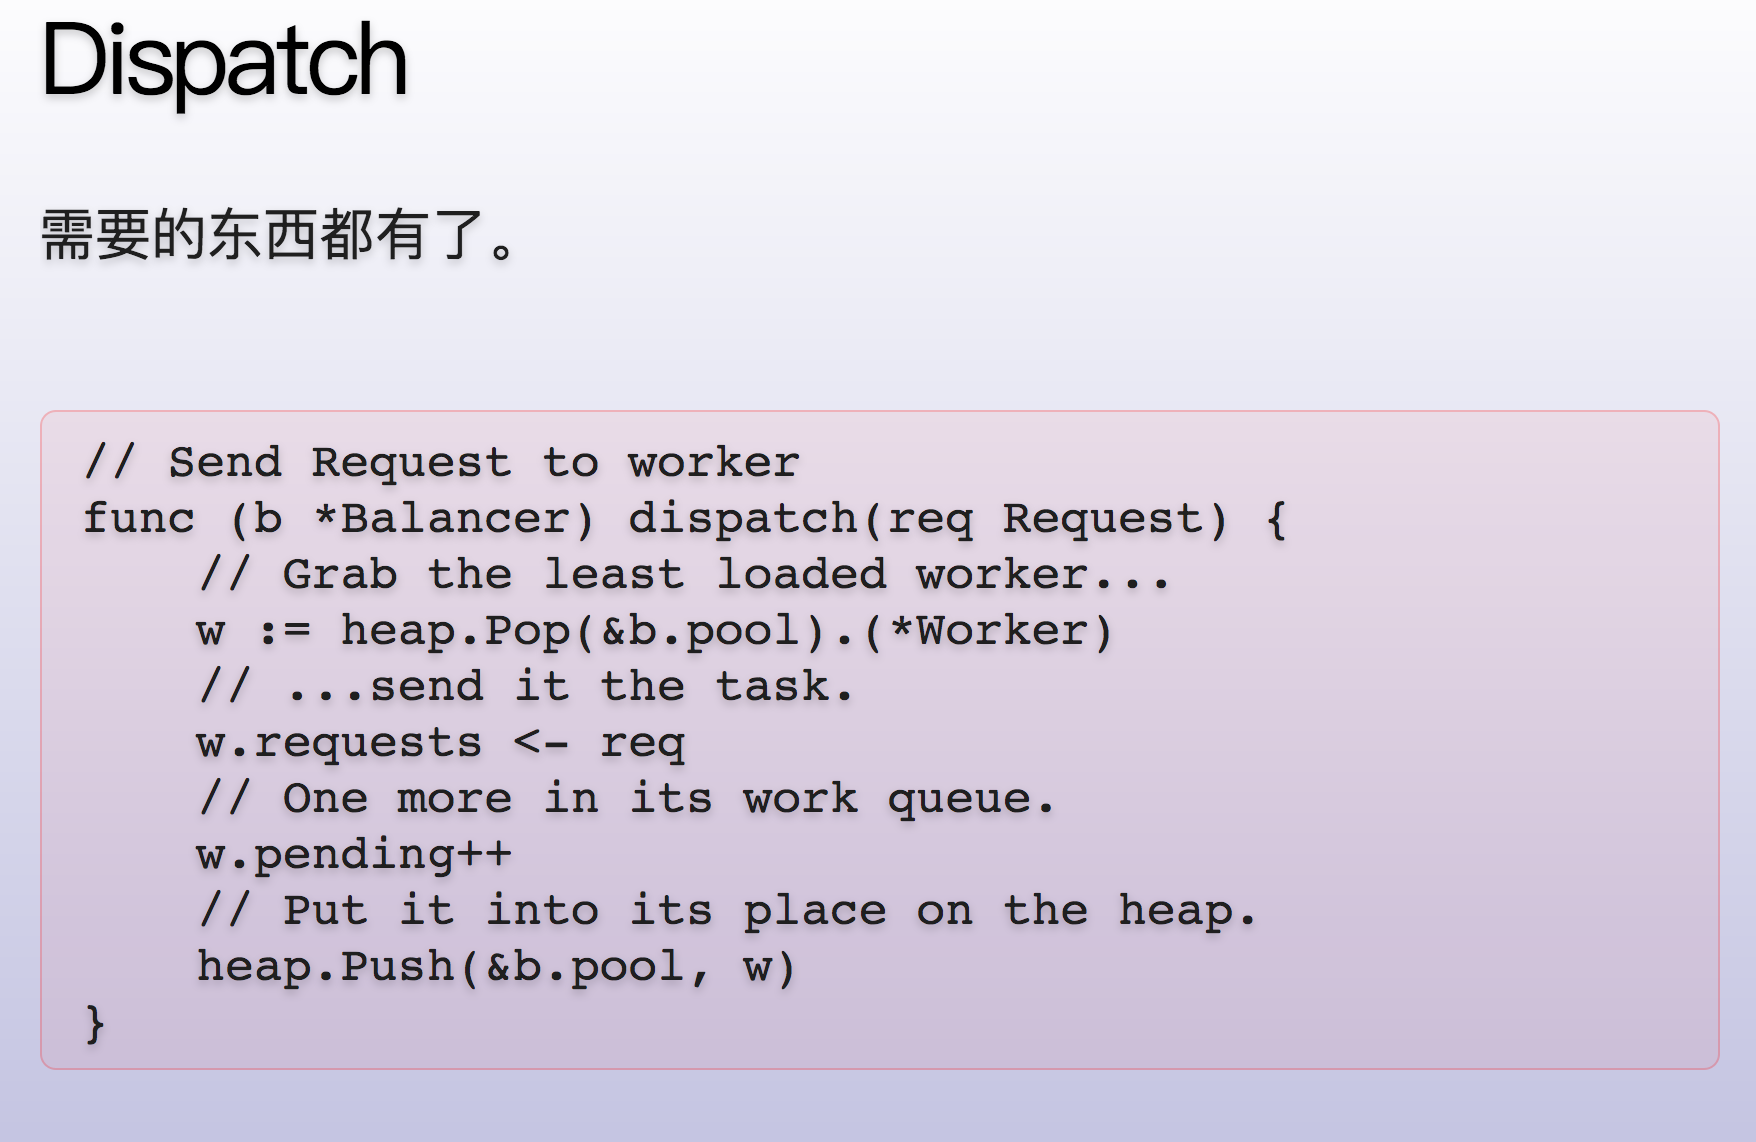 Dispatch
需要的东西都有了。
// Send Request to worker
func (b *Balancer) dispatch(req Request) {
    // Grab the least loaded worker...
    w := heap.Pop(&b.pool).(*Worker)
    // ...send it the task.
    w.requests <- req
    // One more in its work queue.
    w.pending++
    // Put it into its place on the heap.
    heap.Push(&b.pool, w)
}